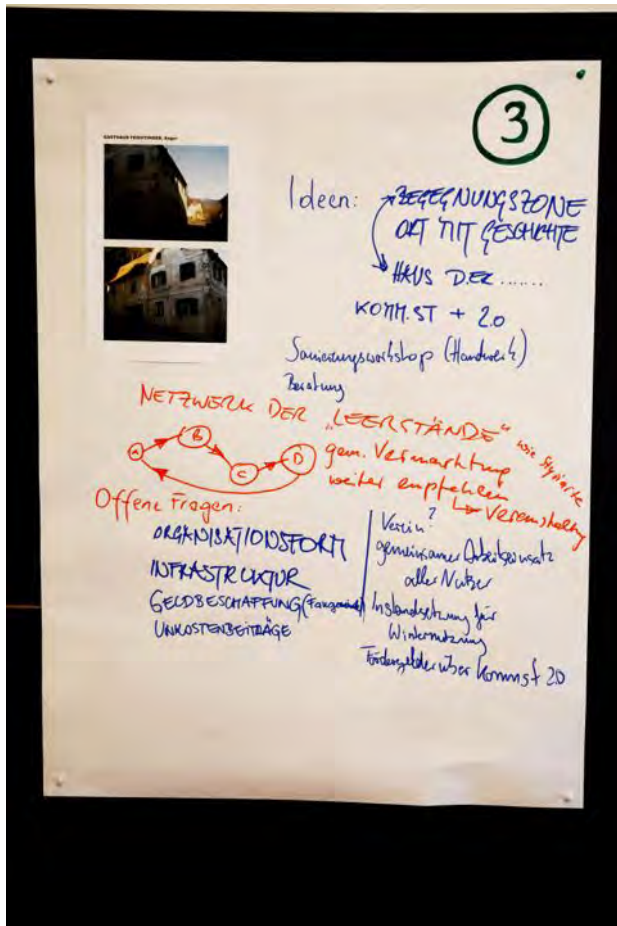 3
GASTHAUS
Ideen: BEGEGNUNGSZONE
ORT MIT GESCHICHTE
HAUS DER .......
KOMM.ST + 2.0
Sanierungsworkshop (Handwerk)
Beratung
NETZWERK DER „LEERSTÄNDE“ wie Styriarte
A B C D
gem. Vermarktung
weiter empfehlen
Veranstaltung
Offene Fragen:
ORGANISATIONSFORM
INFRASTRUKTUR
GELDBESCHAFFUNG
UNKOSTENBEITRÄGE
Verein?
gemeinsamer Arbeitseinsatz
aller Nutzer
Instandsetzung für
Winternutzung
Fördergelder über Kommst 2.0